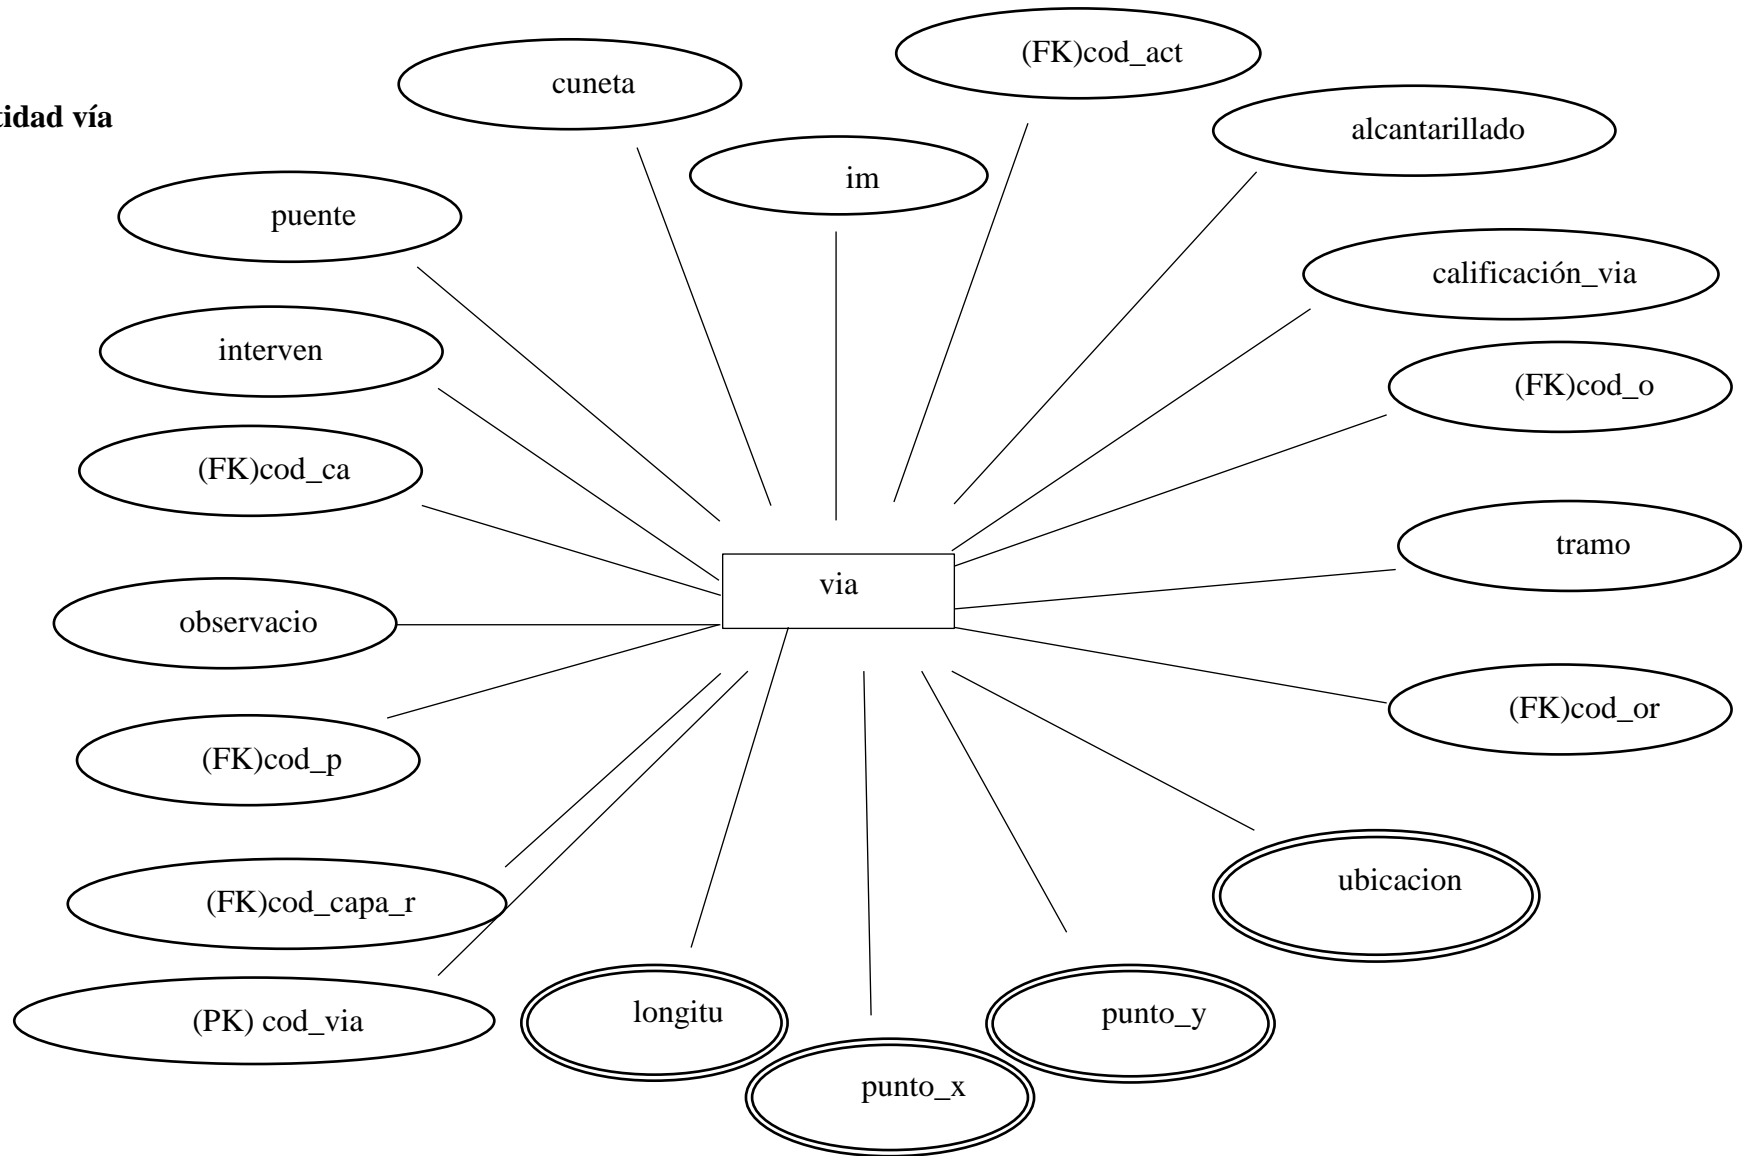 (FK)cod_act
cuneta
tidad vía
alcantarillado
im
puente
calificación_via
interven
(FK)cod_o
(FK)cod_ca
tramo
via
observacio
(FK)cod_or
(FK)cod_p
ubicacion
(FK)cod_capa_r
longitu
punto_y
(PK) cod_via
punto_x